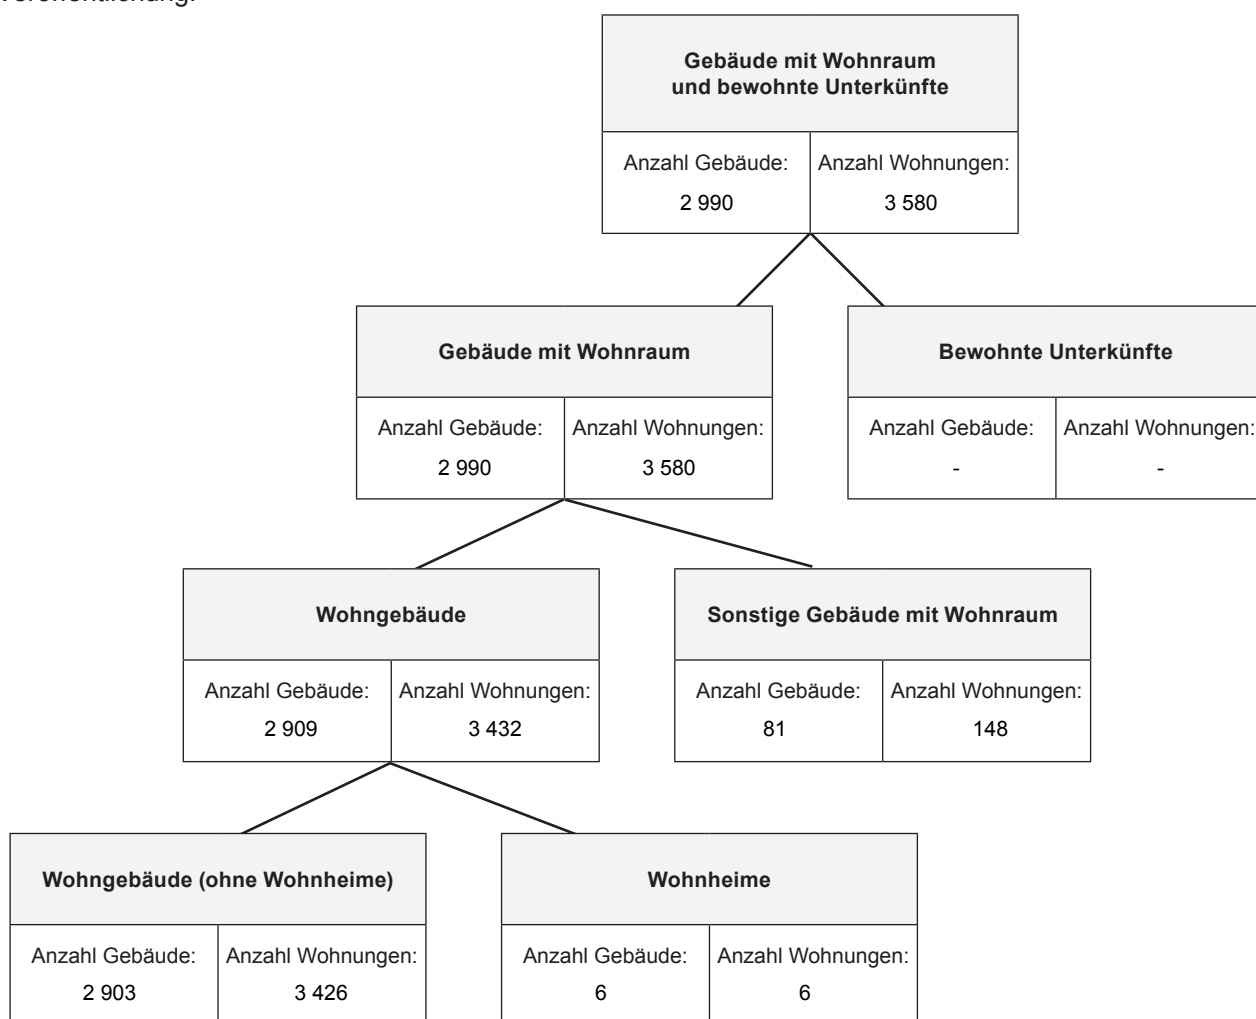 Veröffentlichung.
Gebäude mit Wohnraum
und bewohnte Unterkünfte
Anzahl Gebäude: Anzahl Wohnungen:
2 990 3 580
Gebäude mit Wohnraum Bewohnte Unterkünfte
Anzahl Gebäude: Anzahl Wohnungen: Anzahl Gebäude: Anzahl Wohnungen:
2 990 3 580 - -
Wohngebäude Sonstige Gebäude mit Wohnraum
Anzahl Gebäude: Anzahl Wohnungen: Anzahl Gebäude: Anzahl Wohnungen:
2 909 3 432 81 148
Wohngebäude (ohne Wohnheime) Wohnheime
Anzahl Gebäude: Anzahl Wohnungen: Anzahl Gebäude: Anzahl Wohnungen:
2 903 3 426 6 6